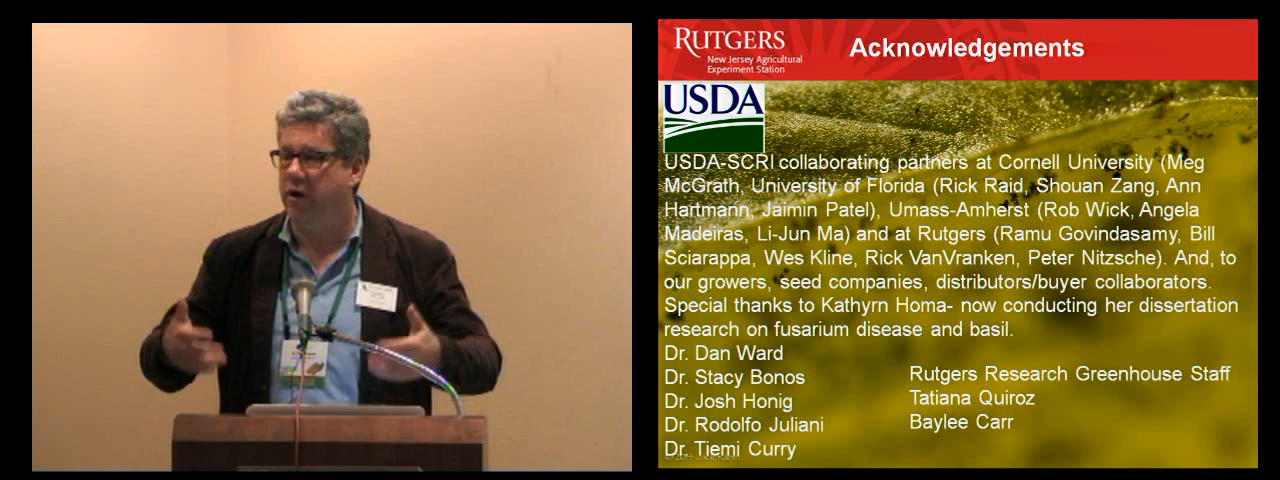 RUTGERS
New Jersey Agricultural
Experiment Station
Acknowledgements
USDA
USDA-SCRI collaborating partners at Cornell University (Meg
McGrath, University of Florida (Rick Raid, Shouan Zang, Ann
Hartmann, Jaimin Patel), Umass-Amherst (Rob Wick, Angela
Madeiras, Li-Jun Ma) and at Rutgers (Ramu Govindasamy, Bill
Sciarappa, Wes Kline, Rick VanVranken, Peter Nitzsche). And, to
our growers, seed companies, distributors/buyer collaborators.
Special thanks to Kathyrn Homa- now conducting her dissertation
research on fusarium disease and basil.
Dr. Dan Ward
Dr. Stacy Bonos
Dr. Josh Honig
Dr. Rodolfo Juliani
Dr. Tiemi Curry
Rutgers Research Greenhouse Staff
Tatiana Quiroz
Baylee Carr